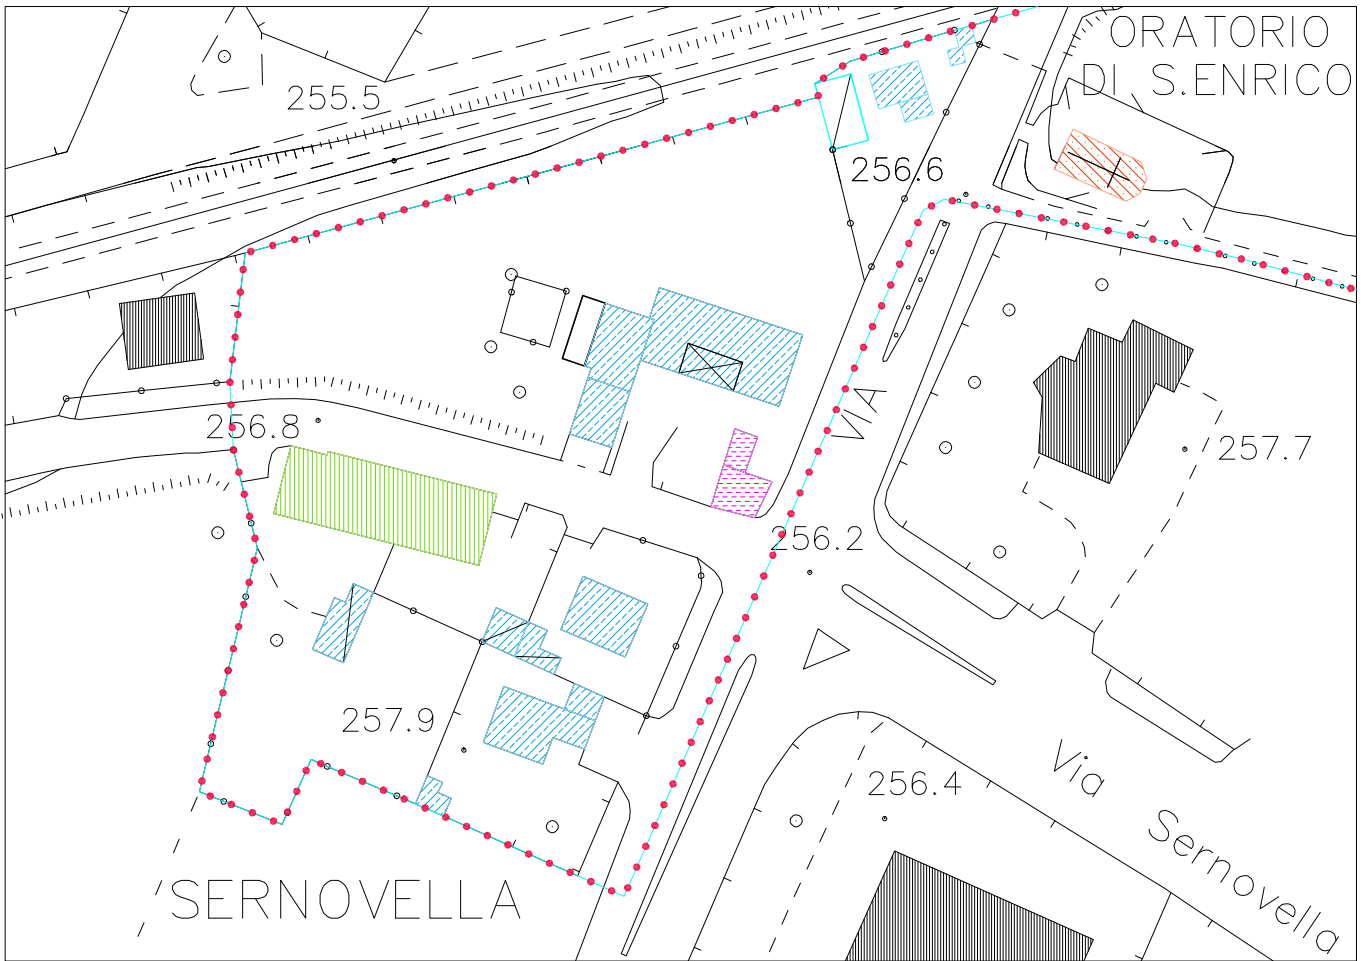 ORATORIO
DI S.ENRICO
255.5
256.6
256.8
VIA
257.7
256.2
257.9
Via Sernovella
256.4
SERNOVELLA